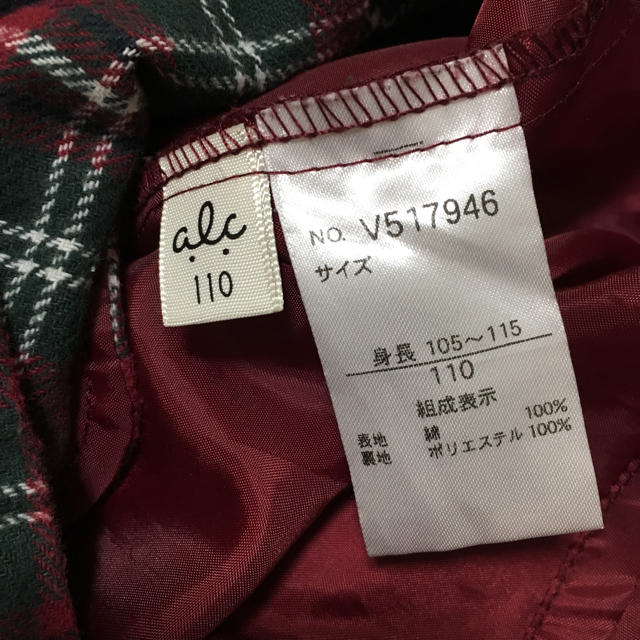 a.l.c
110
NO. V517946
サイズ
身長 105～115
110
組成表示
表地 綿 100%
裏地 ポリエステル 100%